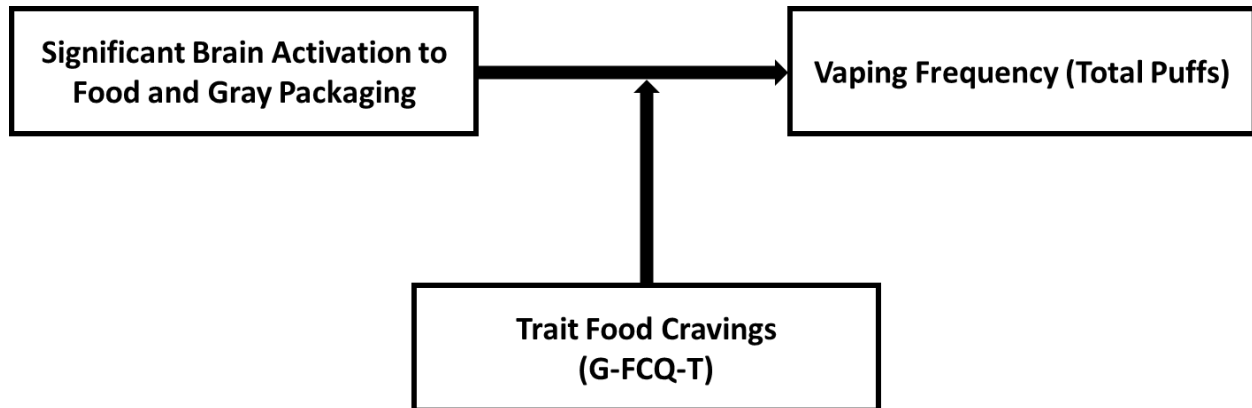 Significant Brain Activation to
Food and Gray Packaging
Vaping Frequency (Total Puffs)
Trait Food Cravings
(G-FCQ-T)